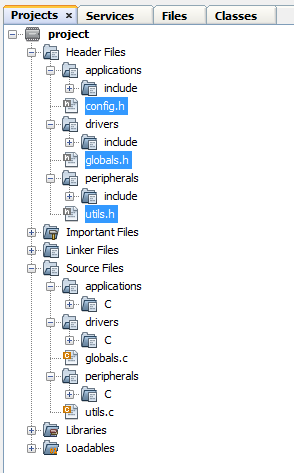 Projects × Services Files Classes
project
Header Files
applications
include
config.h
drivers
include
globals.h
peripherals
include
utils.h
Important Files
Linker Files
Source Files
applications
C
drivers
C
globals.c
peripherals
C
utils.c
Libraries
Loadables